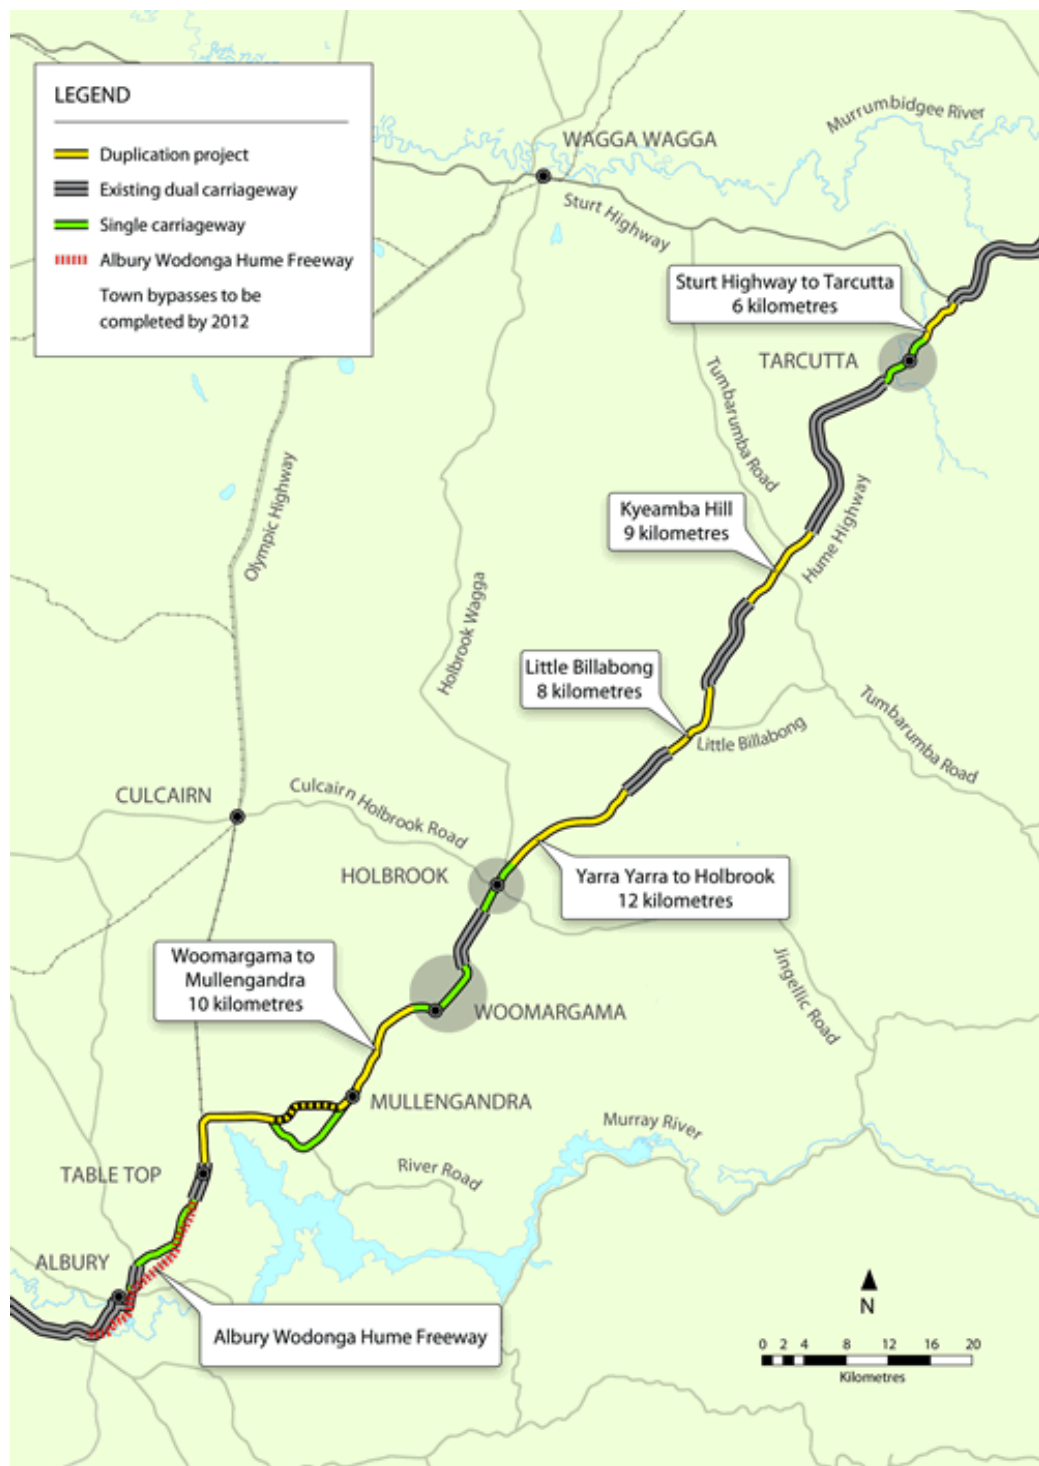 LEGEND
Duplication project
Existing dual carriageway
Single carriageway
Albury Wodonga Hume Freeway
Town bypasses to be
completed by 2012
WAGGA WAGGA
Murrumbidgee River
Sturt Highway
Sturt Highway to Tarcutta
6 kilometres
TARCUTTA
Tumbarumba Road
Olympic Highway
Kyeamba Hill
9 kilometres
Hume Highway
Holbrook Wagga
Little Billabong
8 kilometres
Little Billabong
Tumbarumba Road
CULCAIRN
Culcairn Holbrook Road
HOLBROOK
Yarra Yarra to Holbrook
12 kilometres
Woomargama to
Mullengandra
10 kilometres
WOOMARGAMA
Jingellic Road
MULLENGANDRA
Murray River
River Road
TABLE TOP
ALBURY
Albury Wodonga Hume Freeway
N
0 2 4 8 12 16 20
Kilometres